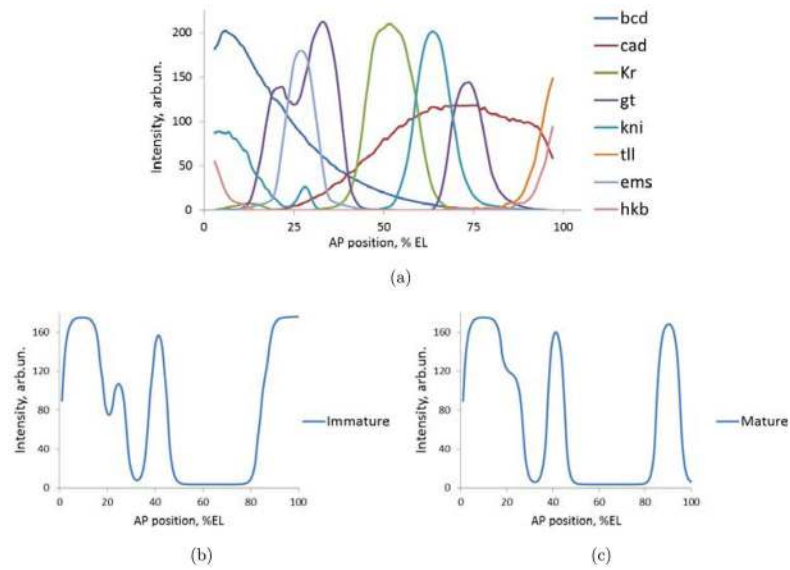 Intensity, arb.un.
200
150
100
50
0
0 25 50 75 100
AP position, % EL
bcd
cad
Kr
gt
kni
tll
ems
hkb
(a)
Intensity, arb.un.
160
120
80
40
0
0 20 40 60 80 100
AP position, %EL
Immature
(b)
Intensity, arb.un.
160
120
80
40
0
0 20 40 60 80 100
AP position, %EL
Mature
(c)